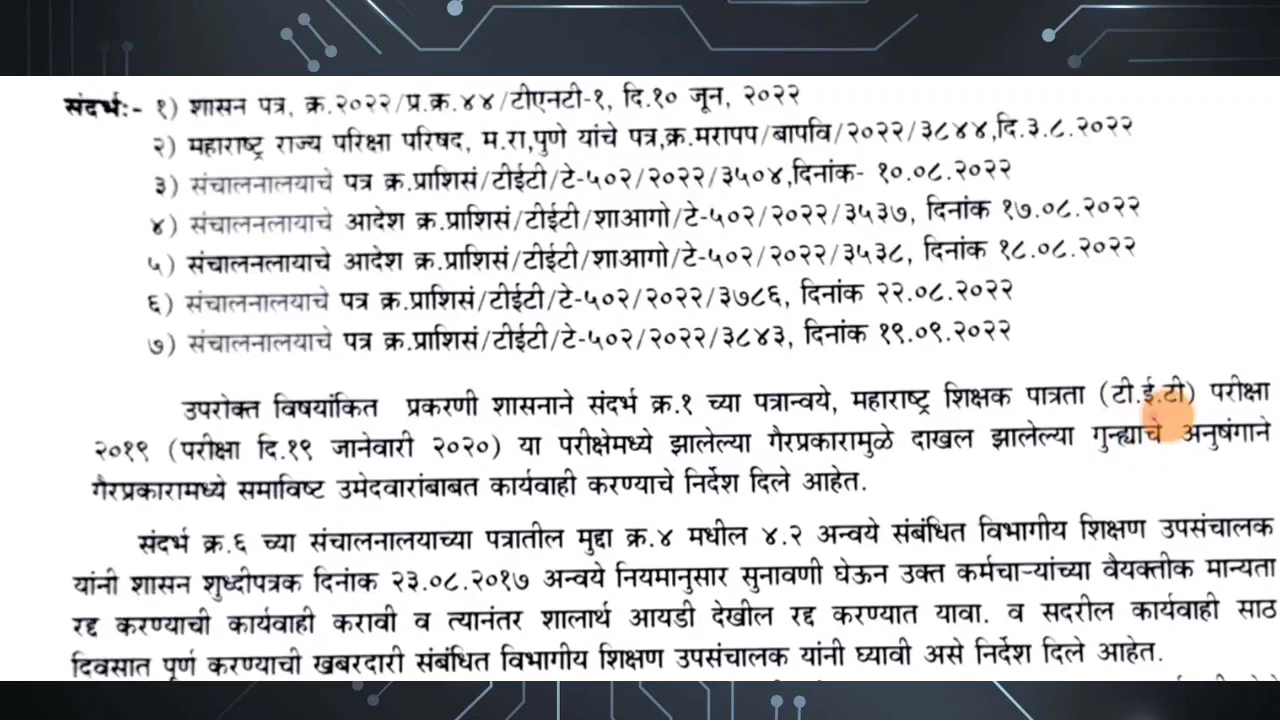 संदर्भः- १) शासन पत्र, क्र.२०२२/प्र.क्र.४४/टीएनटी-१, दि.१० जून, २०२२
२) महाराष्ट्र राज्य परिक्षा परिषद, म.रा,पुणे यांचे पत्र,क्र.मरापप/बापवि/२०२२/३८४४,दि.३.८.२०२२
३) संचालनालयाचे पत्र क्र.प्राशिसं/टीईटी/टे-५०२/२०२२/३५०४,दिनांक- १०.०८.२०२२
४) संचालनलायाचे आदेश क्र.प्राशिसं/टीईटी/शाआगो/टे-५०२/२०२२/३५३७, दिनांक १७.०८.२०२२
५) संचालनलायाचे आदेश क्र.प्राशिसं/टीईटी/शाआगो/टे-५०२/२०२२/३५३८, दिनांक १८.०८.२०२२
६) संचालनालयाचे पत्र क्र.प्राशिसं/टीईटी/टे-५०२/२०२२/३७८६, दिनांक २२.०८.२०२२
७) संचालनालयाचे पत्र क्र.प्राशिसं/टीईटी/टे-५०२/२०२२/३८४३, दिनांक १९.०९.२०२२
उपरोक्त विषयांकित प्रकरणी शासनाने संदर्भ क्र.१ च्या पत्रान्वये, महाराष्ट्र शिक्षक पात्रता (टी.ई.टी) परीक्षा
२०१९ (परीक्षा दि.१९ जानेवारी २०२०) या परीक्षेमध्ये झालेल्या गैरप्रकारामुळे दाखल झालेल्या गुन्ह्याचे अनुषंगाने
गैरप्रकारामध्ये समाविष्ट उमेदवारांबाबत कार्यवाही करण्याचे निर्देश दिले आहेत.
संदर्भ क्र.६ च्या संचालनालयाच्या पत्रातील मुद्दा क्र.४ मधील ४.२ अन्वये संबंधित विभागीय शिक्षण उपसंचालक
यांनी शासन शुध्दीपत्रक दिनांक २३.०८.२०१७ अन्वये नियमानुसार सुनावणी घेऊन उक्त कर्मचाऱ्यांच्या वैयक्तीक मान्यता
रद्द करण्याची कार्यवाही करावी व त्यानंतर शालार्थ आयडी देखील रद्द करण्यात यावा. व सदरील कार्यवाही साठ
दिवसात पूर्ण करण्याची खबरदारी संबंधित विभागीय शिक्षण उपसंचालक यांनी घ्यावी असे निर्देश दिले आहेत.